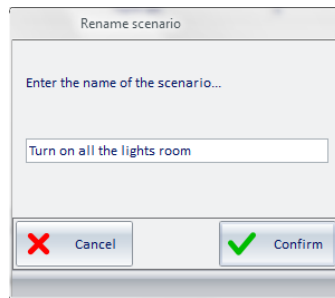 Rename scenario
Enter the name of the scenario...
Turn on all the lights room
Cancel
Confirm